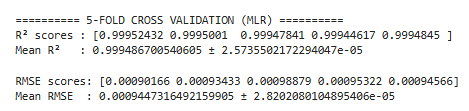 ========== 5-FOLD CROSS VALIDATION (MLR) ==========
R² scores : [0.99952432 0.9995001  0.99947841 0.99944617 0.9994845 ]
Mean R²   : 0.999486700540605 ± 2.5735502172294047e-05
RMSE scores: [0.00090166 0.00093433 0.00098879 0.00095322 0.00094566]
Mean RMSE  : 0.0009447316492159905 ± 2.8202080104895406e-05